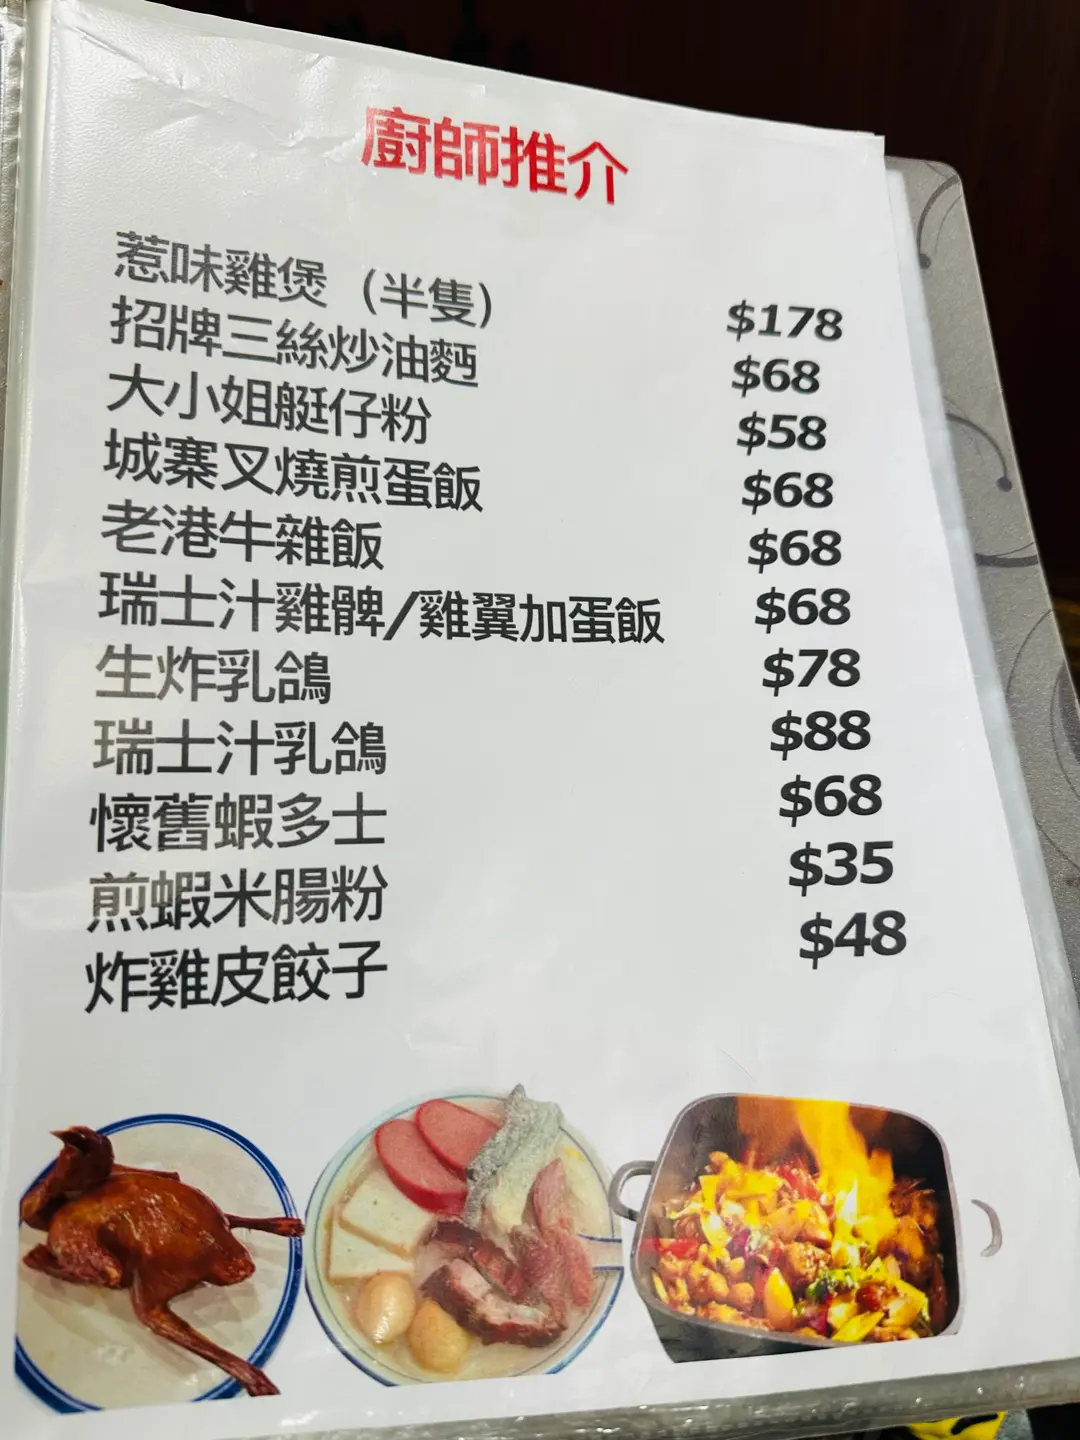 廚師推介
惹味雞煲 (半隻) $178
招牌三絲炒油麪 $68
大小姐艇仔粉 $58
城寨叉燒煎蛋飯 $68
老港牛雜飯 $68
瑞士汁雞髀/雞翼加蛋飯 $68
生炸乳鴿 $78
瑞士汁乳鴿 $88
懷舊蝦多士 $68
煎蝦米腸粉 $35
炸雞皮餃子 $48